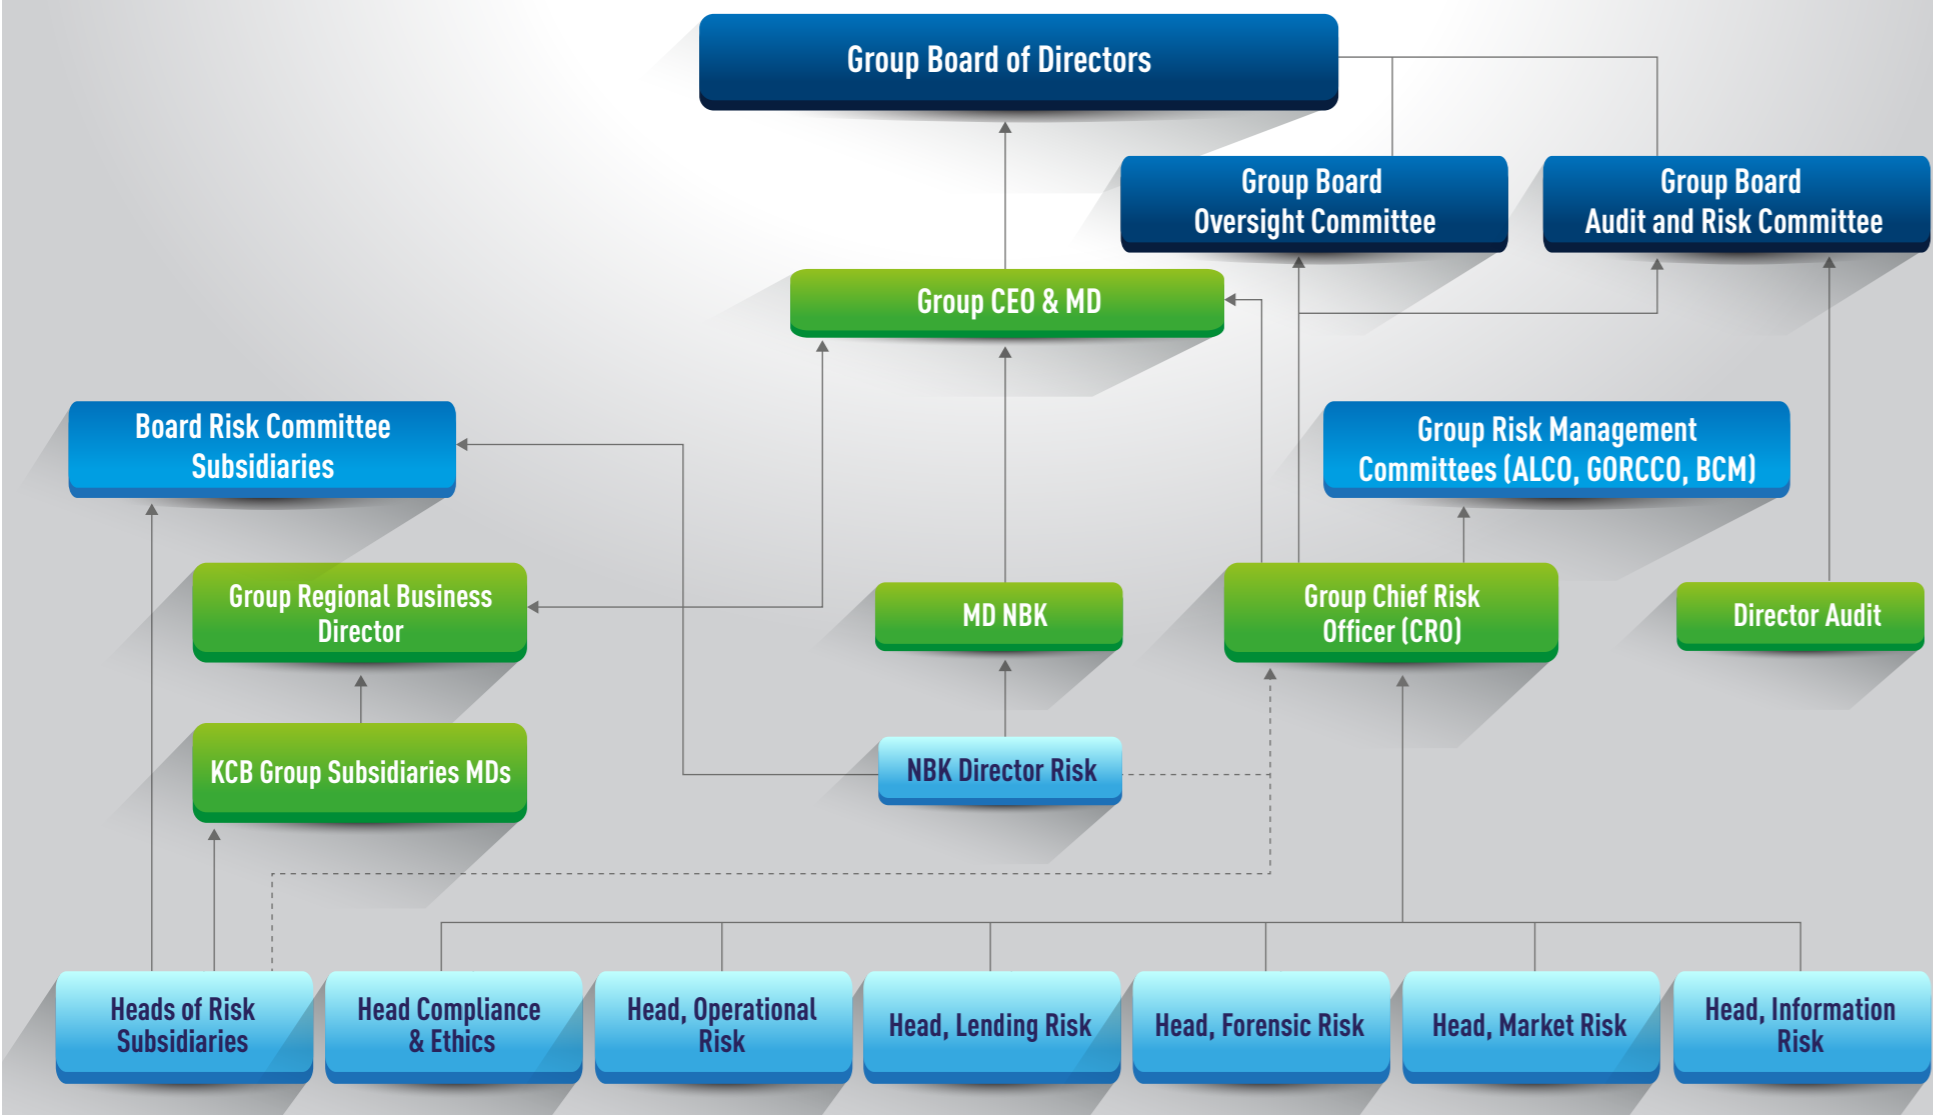 Group Board of Directors
Group Board
Oversight Committee
Group Board
Audit and Risk Committee
Group CEO & MD
Board Risk Committee
Subsidiaries
Group Risk Management
Committees (ALCO, GORCCO, BCM)
Group Regional Business
Director
MD NBK
Group Chief Risk
Officer (CRO)
Director Audit
KCB Group Subsidiaries MDs
NBK Director Risk
Heads of Risk
Subsidiaries
Head Compliance
& Ethics
Head, Operational
Risk
Head, Lending Risk
Head, Forensic Risk
Head, Market Risk
Head, Information
Risk